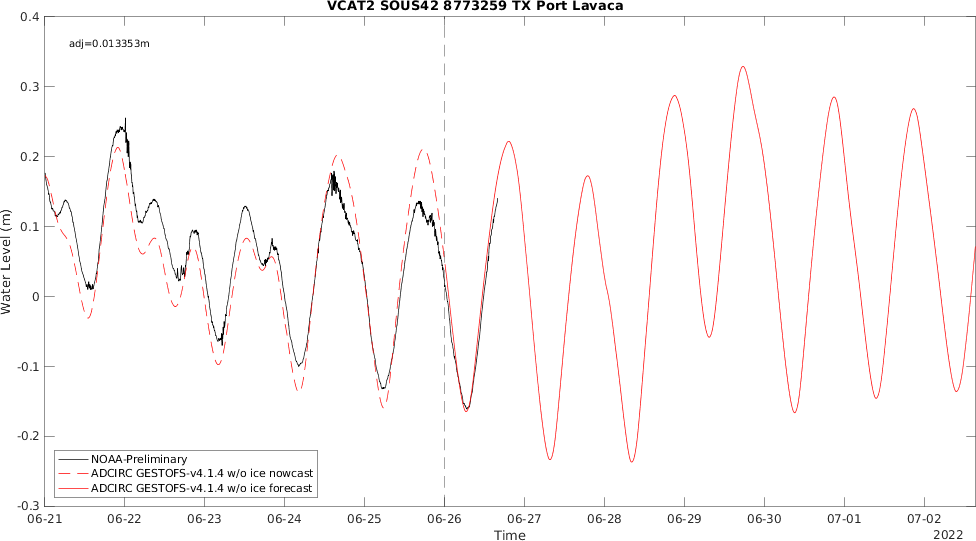 VCAT2 SOUS42 8773259 TX Port Lavaca
0.4
adj=0.013353m
0.3
0.2
0.1
Water Level (m)
0
-0.1
-0.2
NOAA-Preliminary
ADCIRC GESTOFS-v4.1.4 w/o ice nowcast
ADCIRC GESTOFS-v4.1.4 w/o ice forecast
-0.3
06-21 06-22 06-23 06-24 06-25 06-26 06-27 06-28 06-29 06-30 07-01 07-02
Time
2022